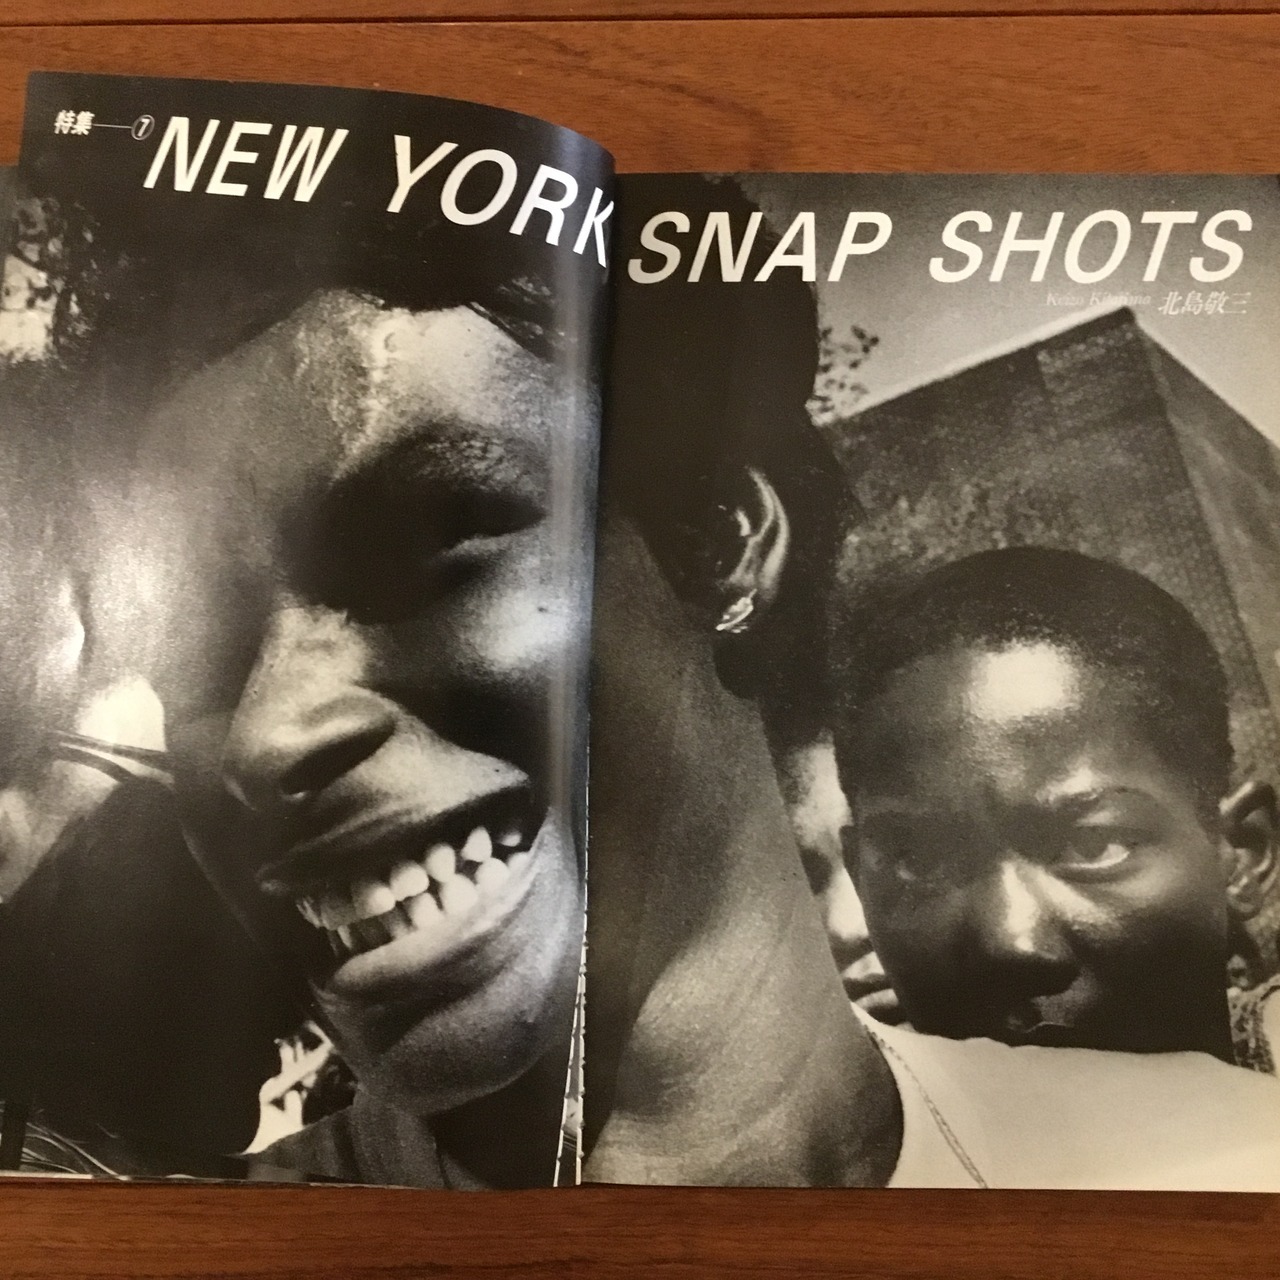 特集—⑦
NEW YORK SNAP SHOTS
Keizo Kitajima 北島敬三